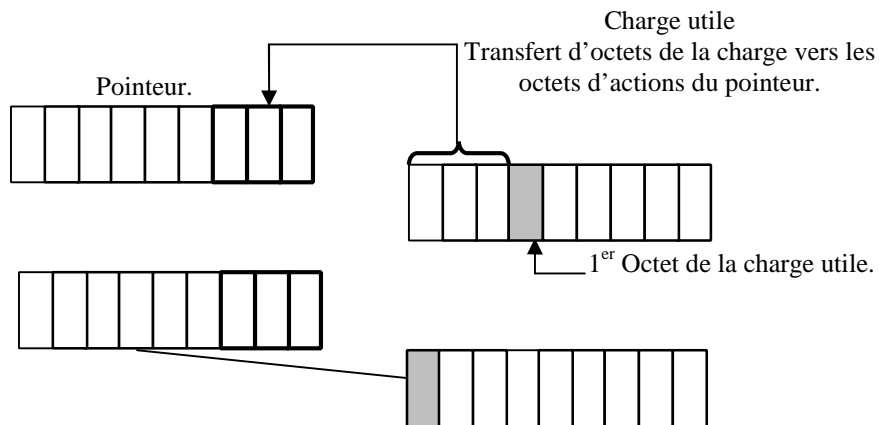 Charge utile
Transfert d'octets de la charge vers les
octets d'actions du pointeur.
Pointeur.
1er Octet de la charge utile.